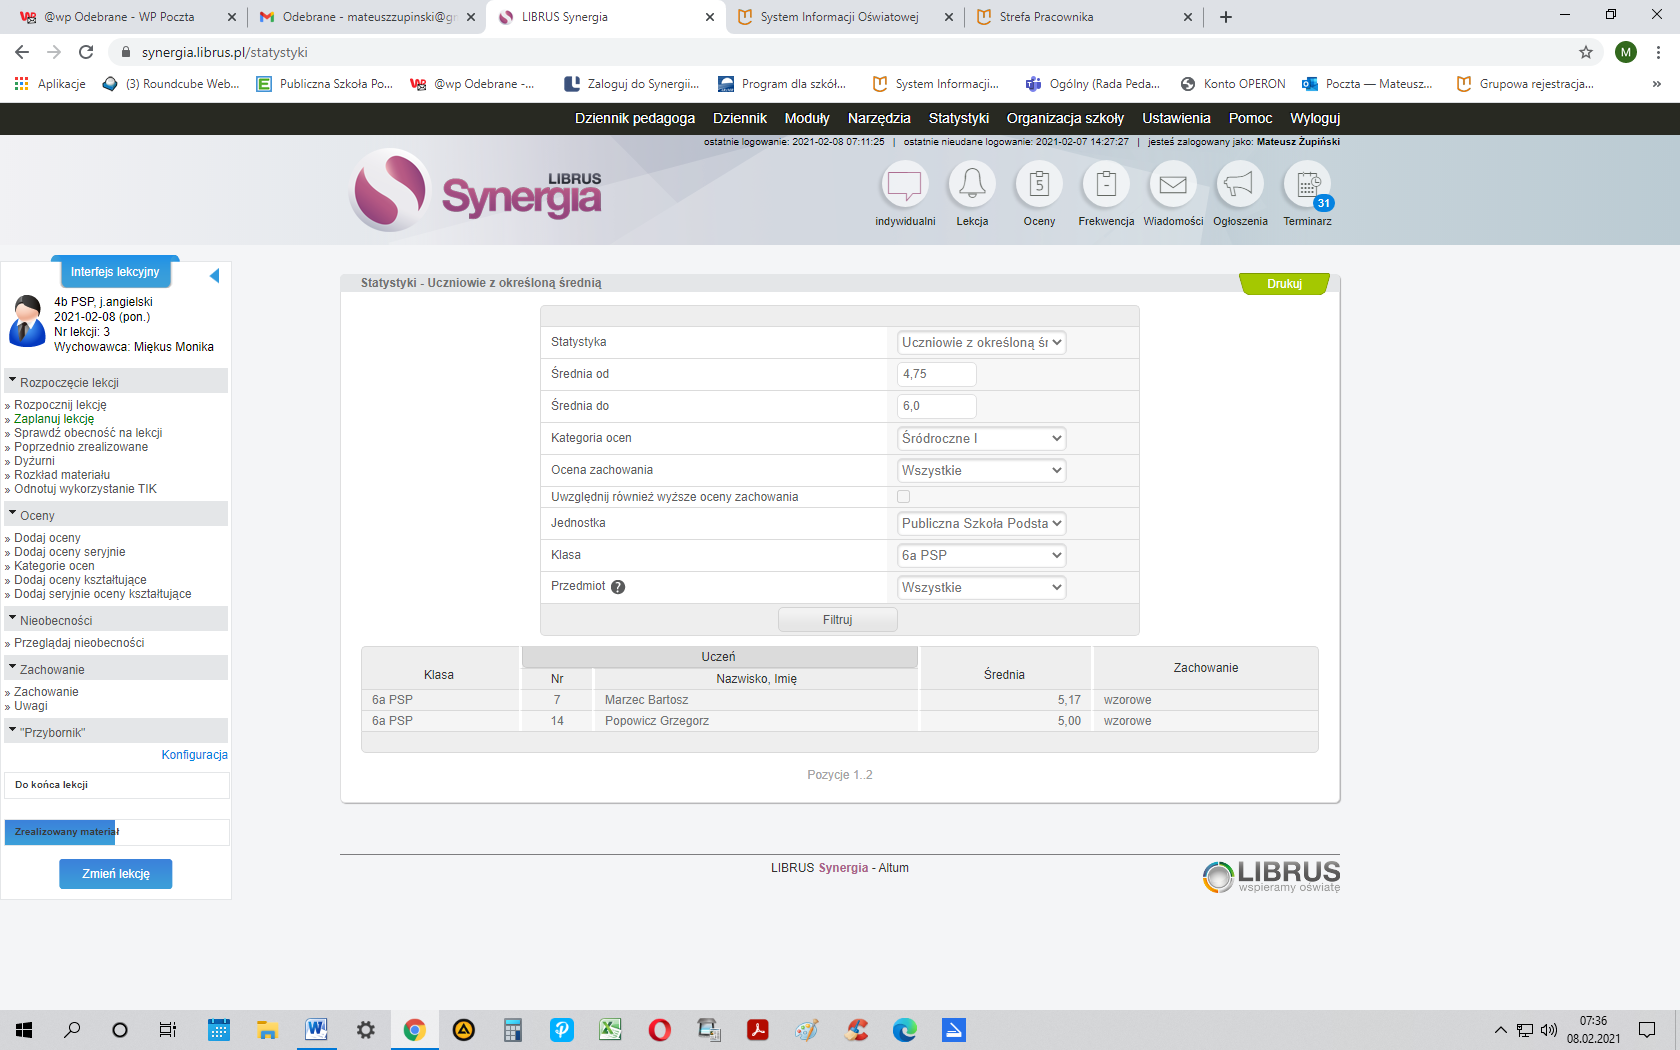 @wp Odebrane - WP Poczta
Odebrane - mateuszzupinski@gm
LIBRUS Synergia
System Informacji Oświatowej
Strefa Pracownika
synergia.librus.pl/statystyki
M
Aplikacje
(3) Roundcube Web...
Publiczna Szkoła Po...
@wp Odebrane -...
Zaloguj do Synergii...
Program dla szkół...
System Informacji...
Ogólny (Rada Peda...
Konto OPERON
Poczta — Mateusz...
Grupowa rejestracja...
Dziennik pedagoga Dziennik Moduły Narzędzia Statystyki Organizacja szkoły Ustawienia Pomoc Wyloguj
ostatnie logowanie: 2021-02-08 07:11:25 | ostatnie nieudane logowanie: 2021-02-07 14:27:27 | jesteś zalogowany jako: Mateusz Żupiński
LIBRUS
Synergia
5
31
indywidualni Lekcja Oceny Frekwencja Wiadomości Ogłoszenia Terminarz
Interfejs lekcyjny
4b PSP, j.angielski
2021-02-08 (pon.)
Nr lekcji: 3
Wychowawca: Miękus Monika
Rozpoczęcie lekcji
» Rozpocznij lekcję
» Zaplanuj lekcję
» Sprawdź obecność na lekcji
» Poprzednio zrealizowane
» Dyżurni
» Rozkład materiału
» Odnotuj wykorzystanie TIK
Oceny
» Dodaj oceny
» Dodaj oceny seryjnie
» Kategorie ocen
» Dodaj oceny kształtujące
» Dodaj seryjnie oceny kształtujące
Nieobecności
» Przeglądaj nieobecności
Zachowanie
» Zachowanie
» Uwagi
"Przybornik"
Konfiguracja
Do końca lekcji
Zrealizowany materiał
Zmień lekcję
Statystyki - Uczniowie z określoną średnią
Drukuj
Statystyka Uczniowie z określoną śr
Średnia od 4,75
Średnia do 6,0
Kategoria ocen Śródroczne I
Ocena zachowania Wszystkie
Uwzględnij również wyższe oceny zachowania
Jednostka Publiczna Szkoła Podsta
Klasa 6a PSP
Przedmiot ? Wszystkie
Filtruj
Klasa Uczeń Średnia Zachowanie
Nr Nazwisko, Imię
6a PSP 7 Marzec Bartosz 5,17 wzorowe
6a PSP 14 Popowicz Grzegorz 5,00 wzorowe
Pozycje 1..2
LIBRUS Synergia - Altum
LIBRUS
wspieramy oświatę
07:36
08.02.2021